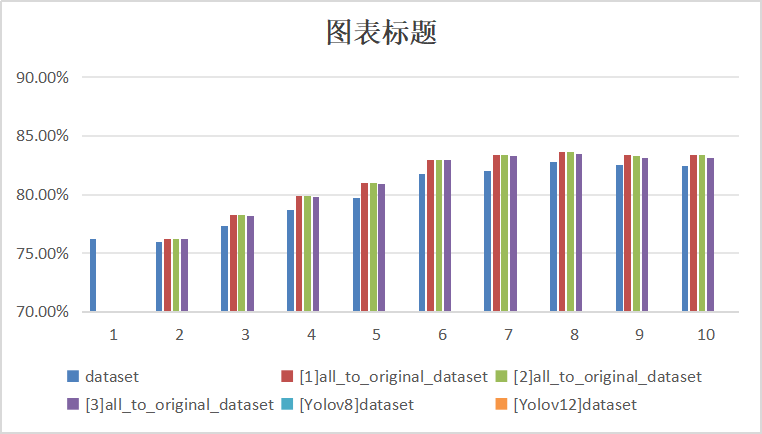 图表标题
90.00%
85.00%
80.00%
75.00%
70.00%
1 2 3 4 5 6 7 8 9 10
dataset [1]all_to_original_dataset [2]all_to_original_dataset
[3]all_to_original_dataset [Yolov8]dataset [Yolov12]dataset